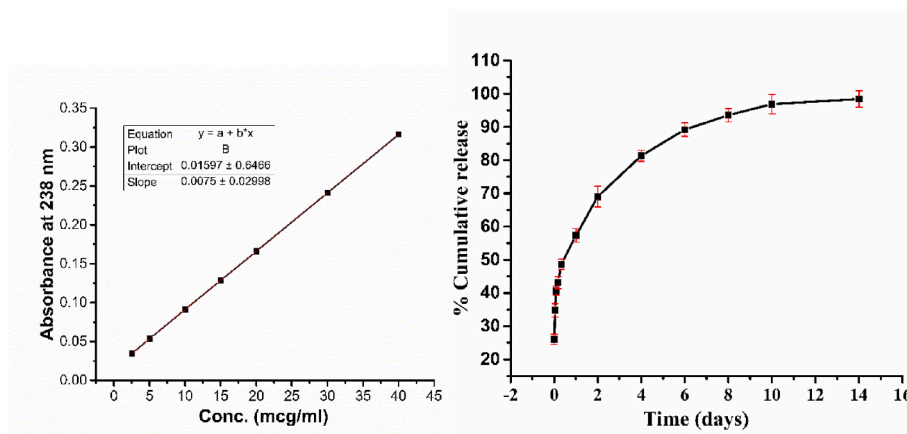 0.35
0.30
0.25
0.20
0.15
0.10
0.05
0.00
Absorbance at 238 nm
Equation y = a + b*x
Plot B
Intercept 0.01597 ± 0.6466
Slope 0.0075 ± 0.02998
0 5 10 15 20 25 30 35 40 45
Conc. (mcg/ml)
110
100
90
80
70
60
50
40
30
20
% Cumulative release
-2 0 2 4 6 8 10 12 14 16
Time (days)